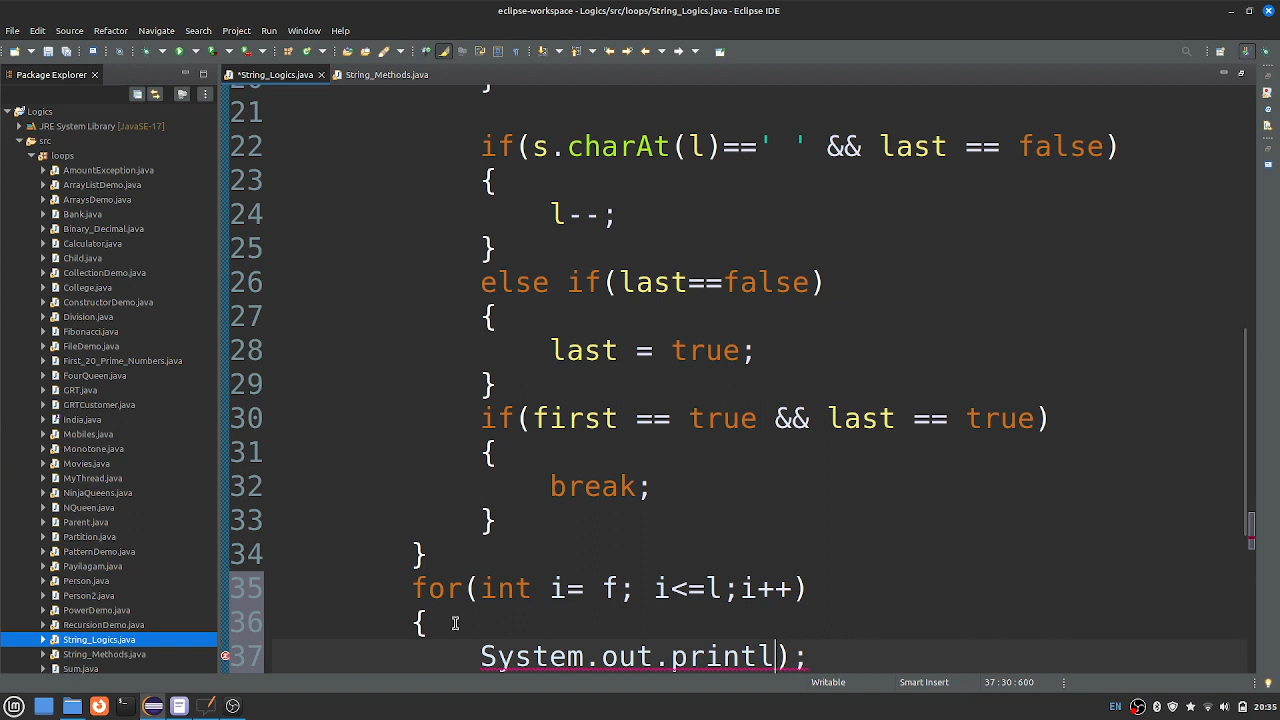 eclipse-workspace - Logics/src/loops/String_Logics.java - Eclipse IDE
File Edit Source Refactor Navigate Search Project Run Window Help
Package Explorer
*String_Logics.java
String_Methods.java
Logics
JRE System Library [JavaSE-17]
src
loops
AmountException.java
ArrayListDemo.java
ArraysDemo.java
Bank.java
Binary_Decimal.java
Calculator.java
Child.java
CollectionDemo.java
College.java
ConstructorDemo.java
Division.java
Fibonacci.java
FileDemo.java
First_20_Prime_Numbers.java
FourQueen.java
GRT.java
GRTCustomer.java
India.java
Mobiles.java
Monotone.java
Movies.java
MyThread.java
NinjaQueens.java
NQueen.java
Parent.java
Partition.java
PatternDemo.java
Payilagam.java
Person.java
Person2.java
PowerDemo.java
RecursionDemo.java
String_Logics.java
String_Methods.java
Sum.java
21
22 if(s.charAt(l)==' ' && last == false)
23 {
24 l--;
25 }
26 else if(last==false)
27 {
28 last = true;
29 }
30 if(first == true && last == true)
31 {
32 break;
33 }
34 }
35 for(int i= f; i<=l;i++)
36 {
37 System.out.printl);
Writable Smart Insert 37 : 30 : 600
EN 20:35